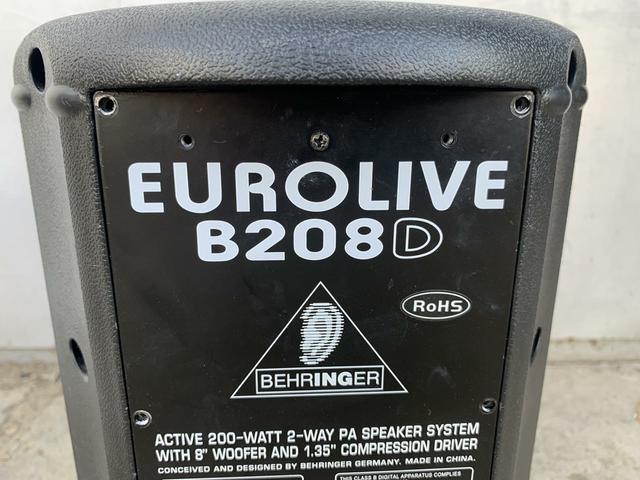 EUROLIVE
B208D
RoHS
BEHRINGER
ACTIVE 200-WATT 2-WAY PA SPEAKER SYSTEM
WITH 8" WOOFER AND 1.35" COMPRESSION DRIVER
CONCEIVED AND DESIGNED BY BEHRINGER GERMANY. MADE IN CHINA.
THIS CLASS B DIGITAL APPARATUS COMPLIES